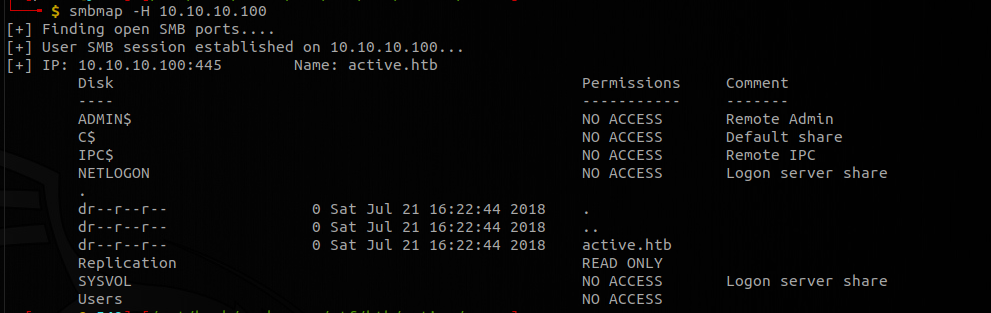 $ smbmap -H 10.10.10.100
[+] Finding open SMB ports....
[+] User SMB session established on 10.10.10.100...
[+] IP: 10.10.10.100:445 Name: active.htb
Disk Permissions Comment
---- ----------- -------
ADMIN$ NO ACCESS Remote Admin
C$ NO ACCESS Default share
IPC$ NO ACCESS Remote IPC
NETLOGON NO ACCESS Logon server share
.
dr--r--r-- 0 Sat Jul 21 16:22:44 2018 .
dr--r--r-- 0 Sat Jul 21 16:22:44 2018 ..
dr--r--r-- 0 Sat Jul 21 16:22:44 2018 active.htb
Replication READ ONLY
SYSVOL NO ACCESS Logon server share
Users NO ACCESS